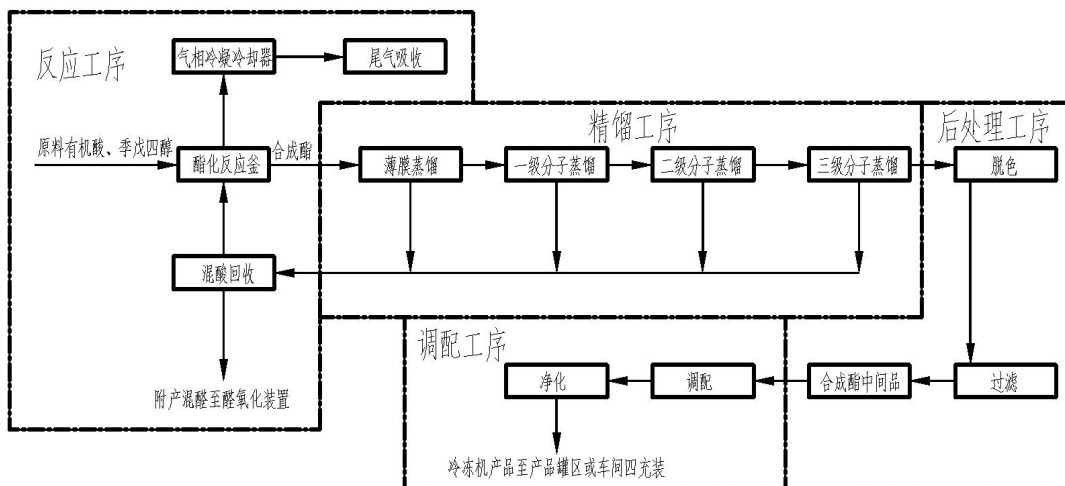 反应工序
气相冷凝冷却器
尾气吸收
原料有机酸、季戊四醇
酯化反应釜
合成酯
混酸回收
附产混醛至醛氧化装置
精馏工序
薄膜蒸馏
一级分子蒸馏
二级分子蒸馏
三级分子蒸馏
后处理工序
脱色
过滤
合成酯中间品
调配工序
调配
净化
冷冻机产品至产品罐区或车间四充装